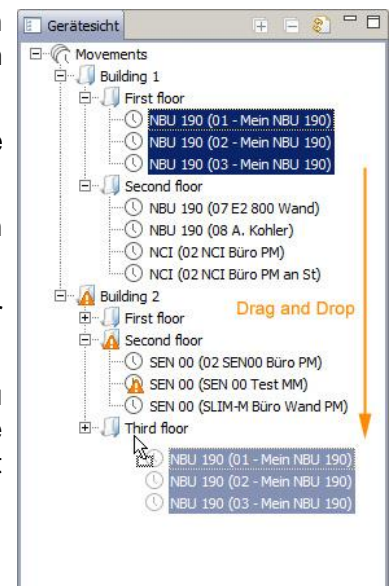 Gerätesicht
Movements
Building 1
First floor
NBU 190 (01 - Mein NBU 190)
NBU 190 (02 - Mein NBU 190)
NBU 190 (03 - Mein NBU 190)
Second floor
NBU 190 (07 E2 800 Wand)
NBU 190 (08 A. Kohler)
NCI (02 NCI Büro PM)
NCI (02 NCI Büro PM an St)
Building 2
First floor
Drag and Drop
Second floor
SEN 00 (02 SEN00 Büro PM)
SEN 00 (SEN 00 Test MM)
SEN 00 (SLIM-M Büro Wand PM)
Third floor
NBU 190 (01 - Mein NBU 190)
NBU 190 (02 - Mein NBU 190)
NBU 190 (03 - Mein NBU 190)